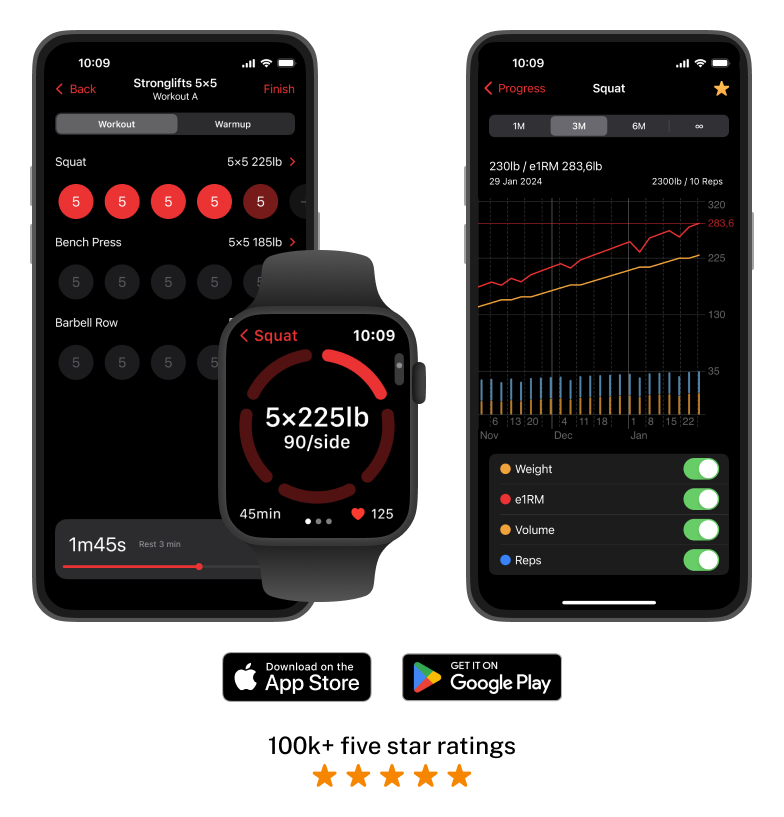 10:09
Back
Stronglifts 5×5
Workout A
Finish
Workout
Warmup
Squat
5×5 225lb
5 5 5 5 5
Bench Press
5×5 185lb
5 5 5 5 5
Barbell Row
5 5 5 5
1m45s
Rest 3 min
Squat
10:09
5×225lb
90/side
45min
125
10:09
Progress
Squat
1M
3M
6M
∞
230lb / e1RM 283,6lb
29 Jan 2024
2300lb / 10 Reps
320
283,6
225
130
35
6 13 20 4 11 18 1 8 15 22
Nov Dec Jan
Weight
e1RM
Volume
Reps
Download on the
App Store
GET IT ON
Google Play
100k+ five star ratings